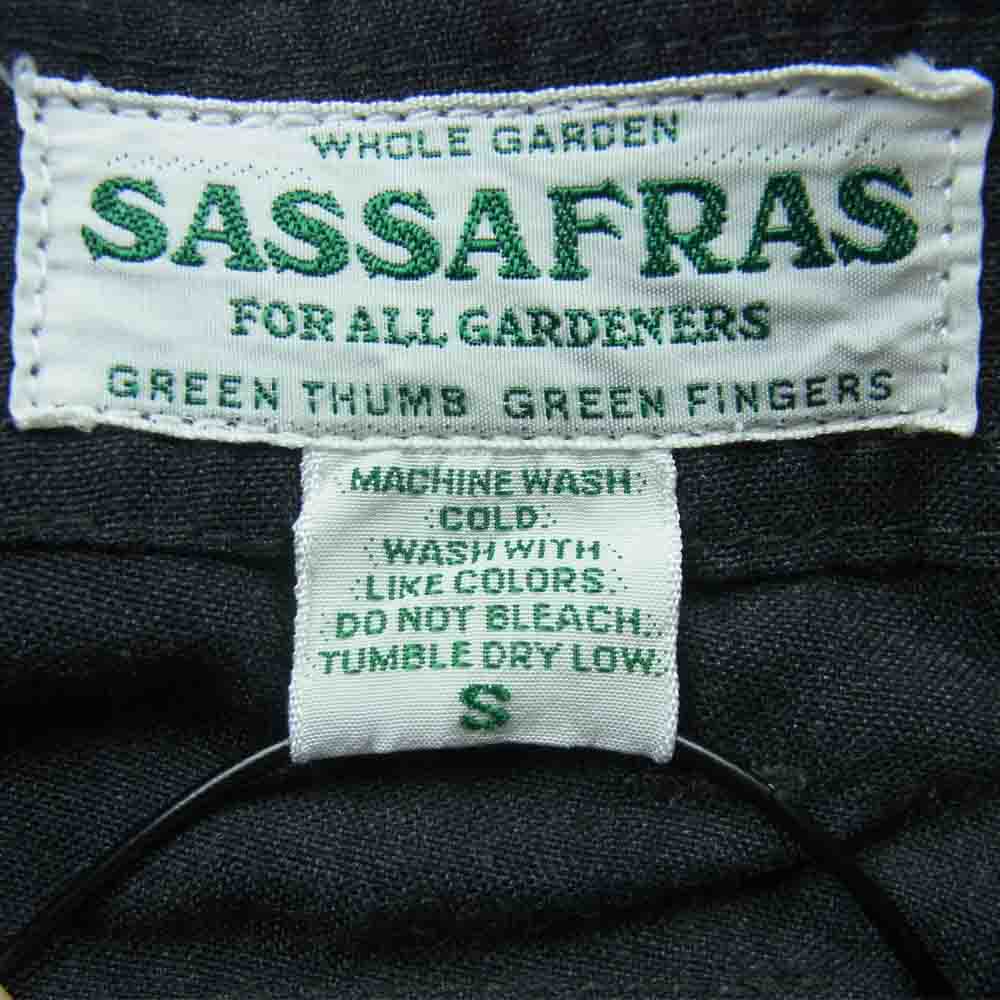 WHOLE GARDEN
SASSAFRAS
FOR ALL GARDENERS
GREEN THUMB GREEN FINGERS
MACHINE WASH
COLD.
WASH WITH
LIKE COLORS.
DO NOT BLEACH.
TUMBLE DRY LOW.
S